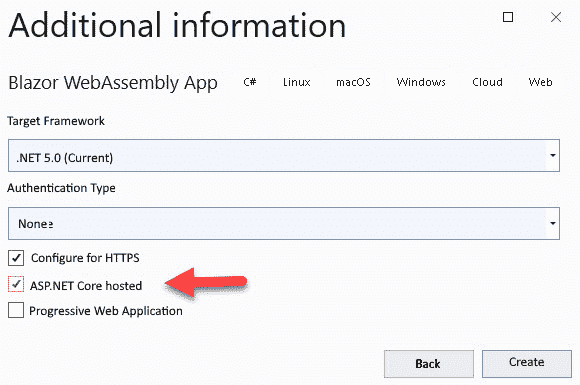 Additional information
Blazor WebAssembly App C# Linux macOS Windows Cloud Web
Target Framework
.NET 5.0 (Current)
Authentication Type
None
Configure for HTTPS
ASP.NET Core hosted
Progressive Web Application
Back Create